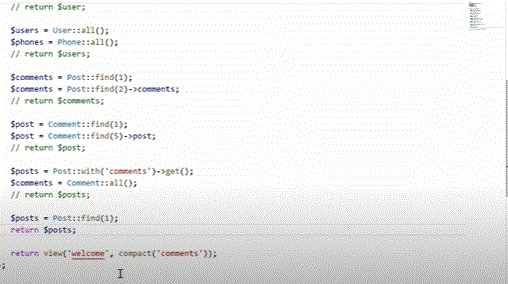 // return $user;
$users = User::all();
$phones = Phone::all();
// return $users;
$comments = Post::find(1);
$comments = Post::find(2)->comments;
// return $comments;
$post = Comment::find(1);
$post = Comment::find(5)->post;
// return $post;
$posts = Post::with('comments')->get();
$comments = Comment::all();
// return $posts;
$posts = Post::find(1);
return $posts;
return view('welcome', compact('comments'));
;